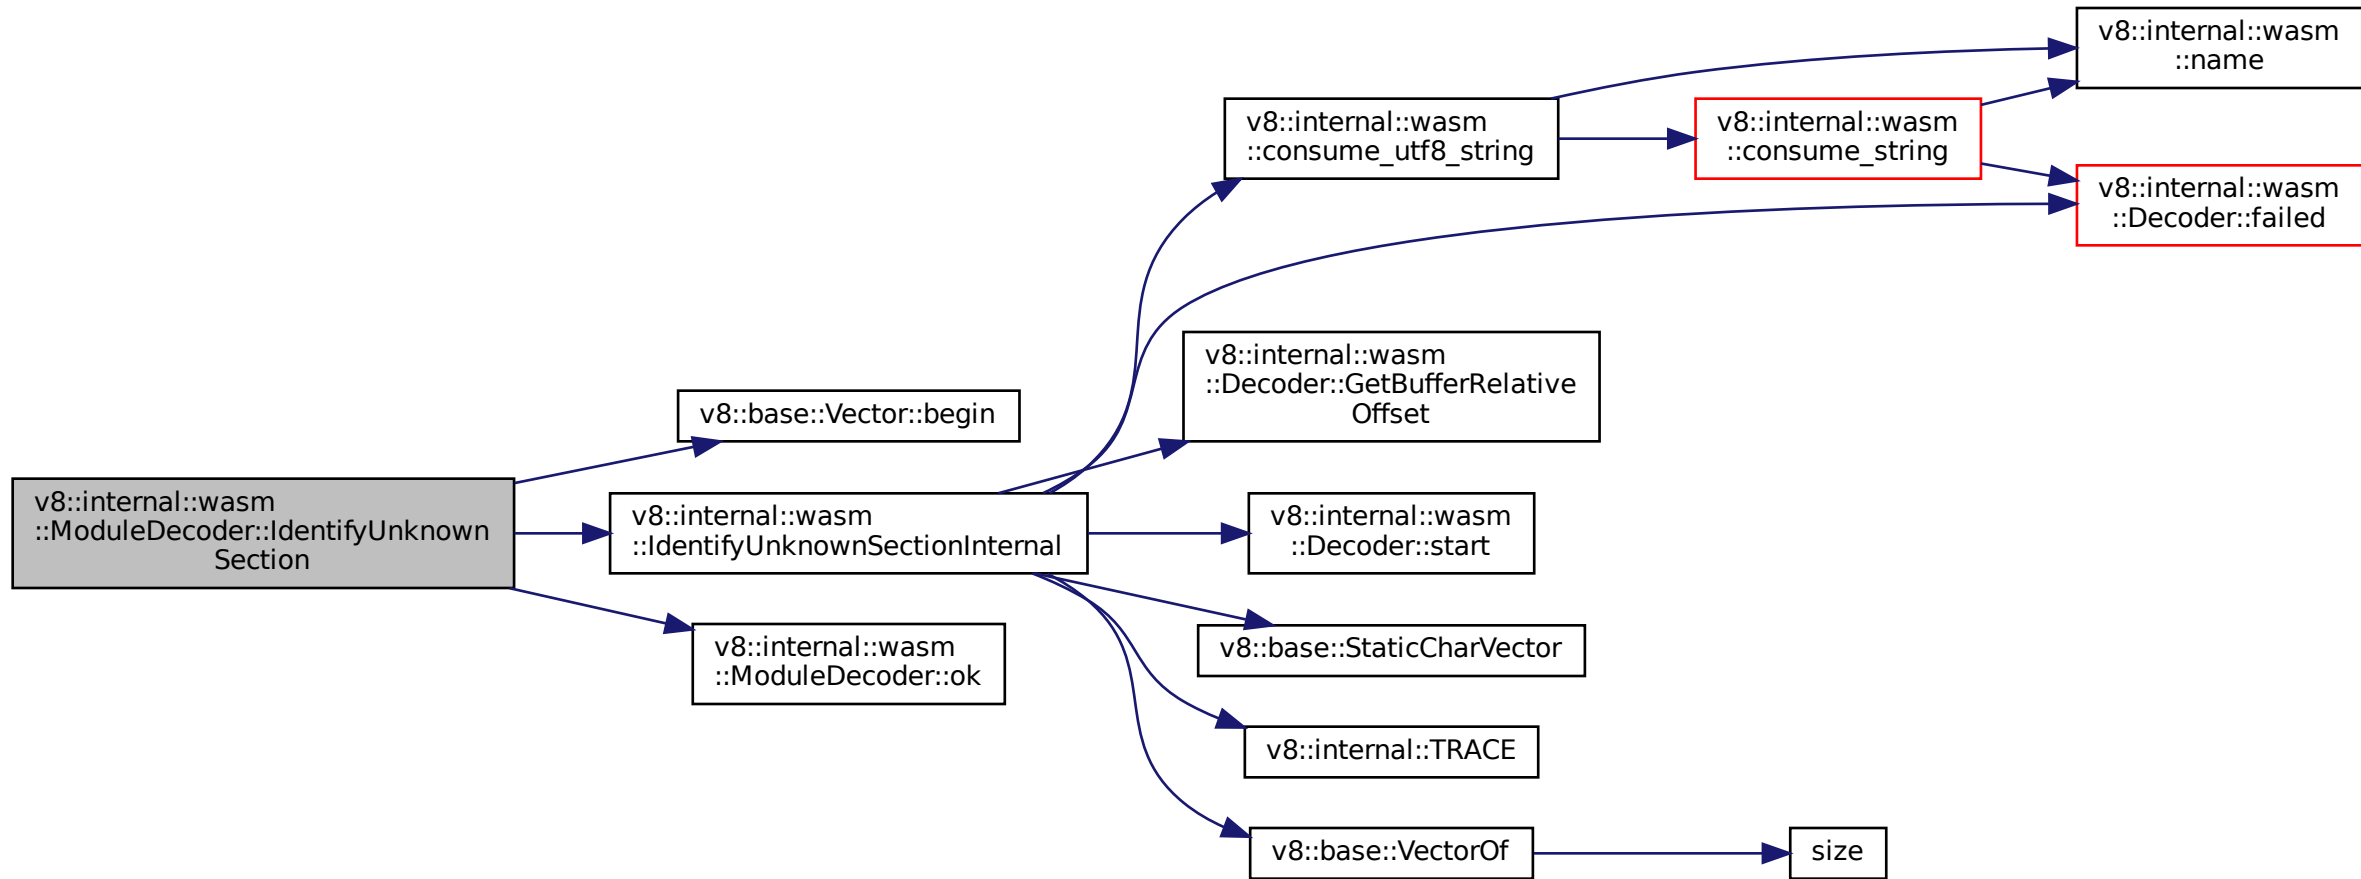 v8::internal::wasm
::ModuleDecoder::IdentifyUnknown
Section
v8::base::Vector::begin
v8::internal::wasm
::IdentifyUnknownSectionInternal
v8::internal::wasm
::ModuleDecoder::ok
v8::internal::wasm
::consume_utf8_string
v8::internal::wasm
::consume_string
v8::internal::wasm
::name
v8::internal::wasm
::Decoder::failed
v8::internal::wasm
::Decoder::GetBufferRelative
Offset
v8::internal::wasm
::Decoder::start
v8::base::StaticCharVector
v8::internal::TRACE
v8::base::VectorOf
size